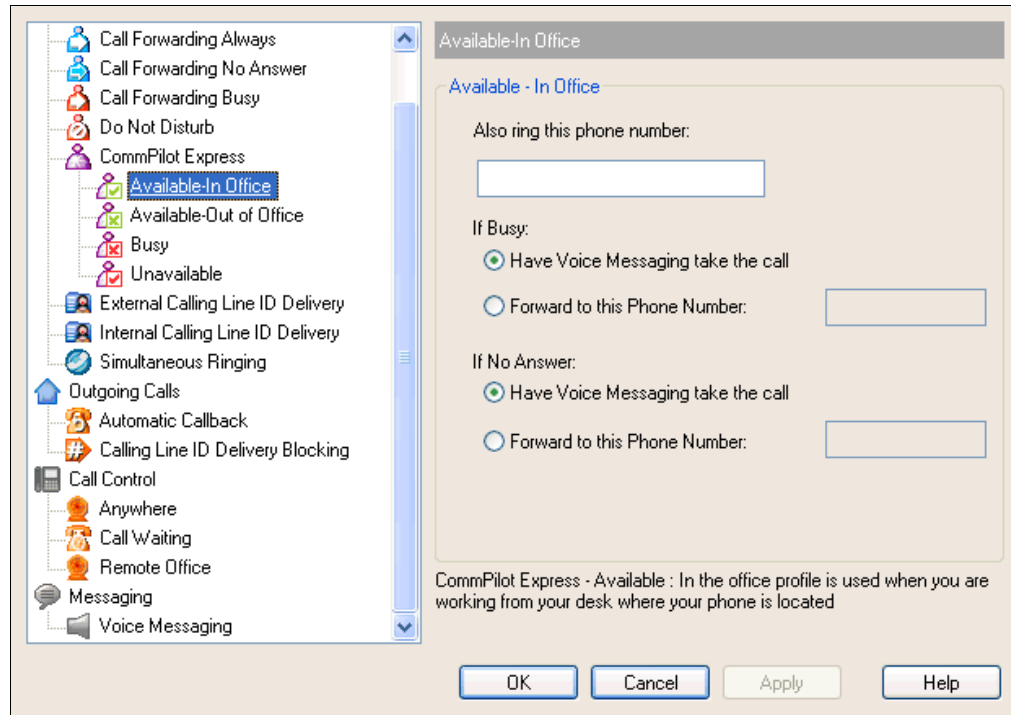 Call Forwarding Always
Call Forwarding No Answer
Call Forwarding Busy
Do Not Disturb
CommPilot Express
Available-In Office
Available-Out of Office
Busy
Unavailable
External Calling Line ID Delivery
Internal Calling Line ID Delivery
Simultaneous Ringing
Outgoing Calls
Automatic Callback
Calling Line ID Delivery Blocking
Call Control
Anywhere
Call Waiting
Remote Office
Messaging
Voice Messaging
Available-In Office
Available - In Office
Also ring this phone number:
If Busy:
Have Voice Messaging take the call
Forward to this Phone Number:
If No Answer:
Have Voice Messaging take the call
Forward to this Phone Number:
CommPilot Express - Available : In the office profile is used when you are
working from your desk where your phone is located
OK
Cancel
Apply
Help